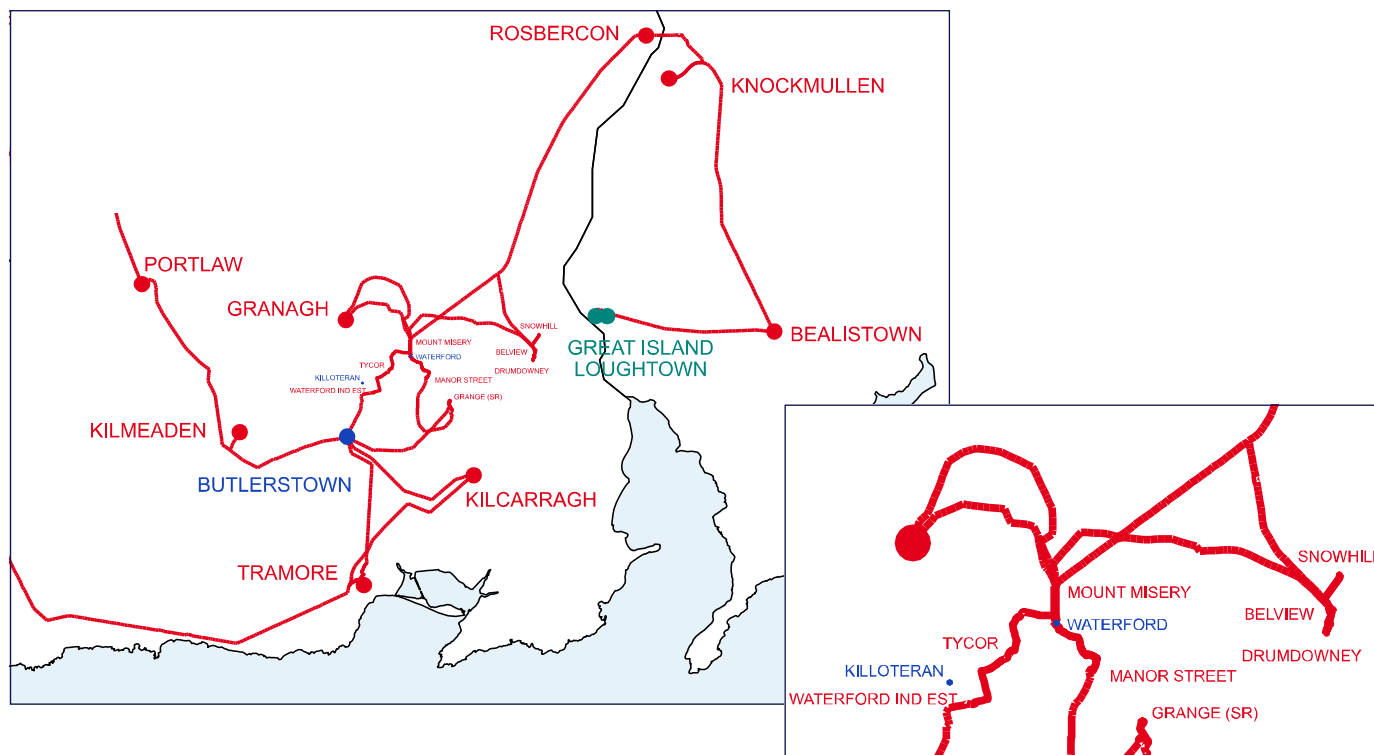 ROSBERCON
KNOCKMULLEN
PORTLAW
GRANAGH
SNOWHILL
BEALISTOWN
MOUNT MISERY
GREAT ISLAND
LOUGHTOWN
BELVIEW
WATERFORD
TYCOR
DRUMDOWNEY
KILLOTERAN
MANOR STREET
WATERFORD IND EST
GRANGE (SR)
KILMEADEN
BUTLERSTOWN
KILCARRAGH
TRAMORE
SNOWHILL
MOUNT MISERY
BELVIEW
WATERFORD
TYCOR
DRUMDOWNEY
KILLOTERAN
MANOR STREET
WATERFORD IND EST
GRANGE (SR)